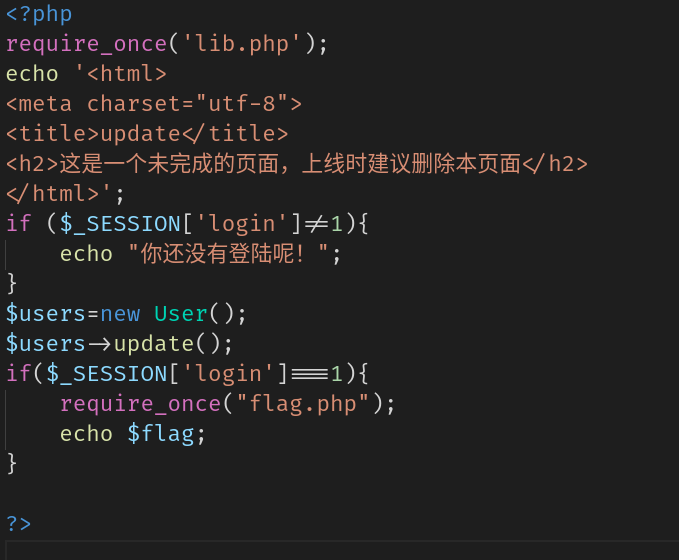 <?php
require_once('lib.php');
echo '<html>
<meta charset="utf-8">
<title>update</title>
<h2>这是一个未完成的页面，上线时建议删除本页面</h2>
</html>';
if ($_SESSION['login']!=1){
    echo "你还没有登陆呢！";
}
$users=new User();
$users->update();
if($_SESSION['login']===1){
    require_once("flag.php");
    echo $flag;
}
?>